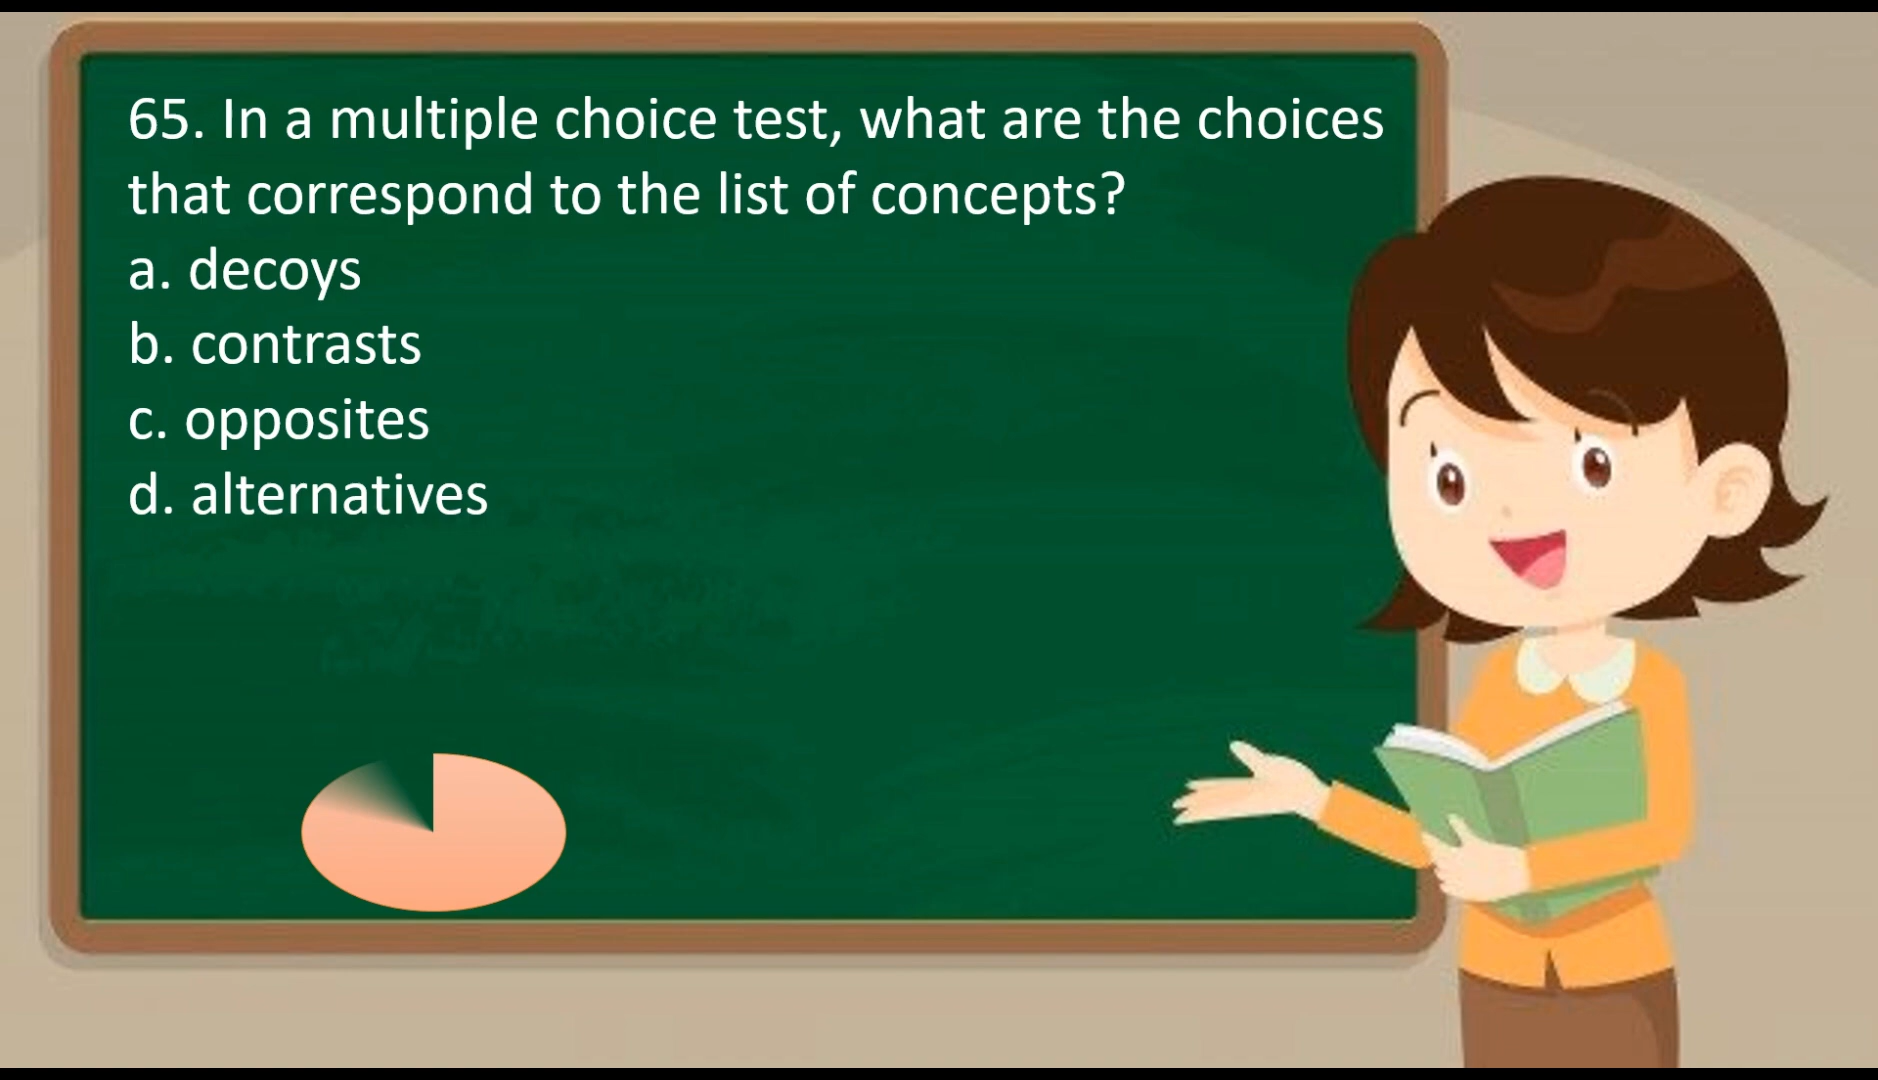 65. In a multiple choice test, what are the choices
that correspond to the list of concepts?
a. decoys
b. contrasts
c. opposites
d. alternatives